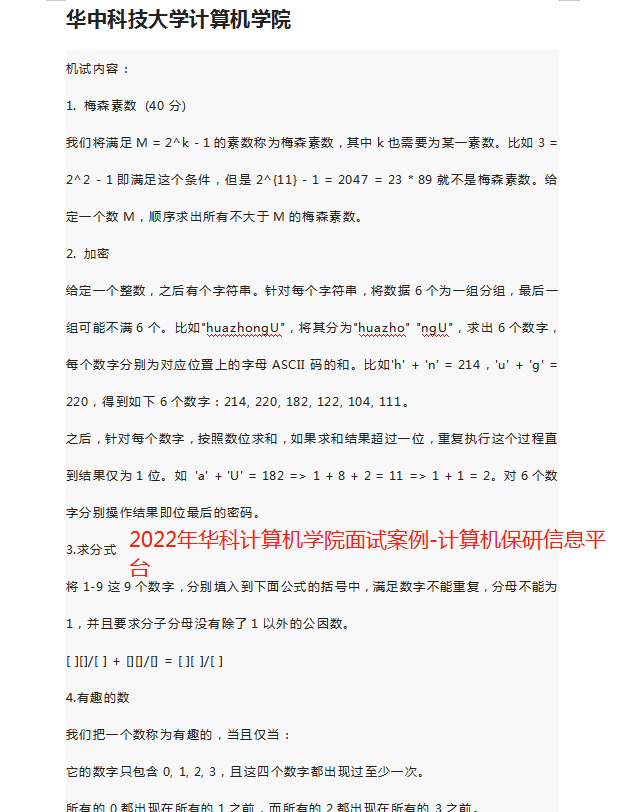 华中科技大学计算机学院
机试内容：
1. 梅森素数 (40 分)
我们将满足 M = 2^k - 1 的素数称为梅森素数，其中 k 也需要为某一素数。比如 3 =
2^2 - 1 即满足这个条件，但是 2^{11} - 1 = 2047 = 23 * 89 就不是梅森素数。给
定一个数 M，顺序求出所有不大于 M 的梅森素数。
2. 加密
给定一个整数，之后有个字符串。针对每个字符串，将数据 6 个为一组分组，最后一
组可能不满 6 个。比如"huazhongU"，将其分为"huazho" "ngU"，求出 6 个数字，
每个数字分别为对应位置上的字母 ASCII 码的和。比如'h' + 'n' = 214，'u' + 'g' =
220，得到如下 6 个数字：214, 220, 182, 122, 104, 111。
之后，针对每个数字，按照数位求和，如果求和结果超过一位，重复执行这个过程直
到结果仅为 1 位。如 'a' + 'U' = 182 => 1 + 8 + 2 = 11 => 1 + 1 = 2。对 6 个数
字分别操作结果即位最后的密码。
3.求分式
2022年华科计算机学院面试案例-计算机保研信息平
台
将 1-9 这 9 个数字，分别填入到下面公式的括号中，满足数字不能重复，分母不能为
1，并且要求分子分母没有除了 1 以外的公因数。
[ ][]/[ ] + [][]/[] = [ ][ ]/[ ]
4.有趣的数
我们把一个数称为有趣的，当且仅当：
它的数字只包含 0, 1, 2, 3，且这四个数字都出现过至少一次。
所有的 0 都出现在所有的 1 之前，而所有的 2 都出现在所有的 3 之前。